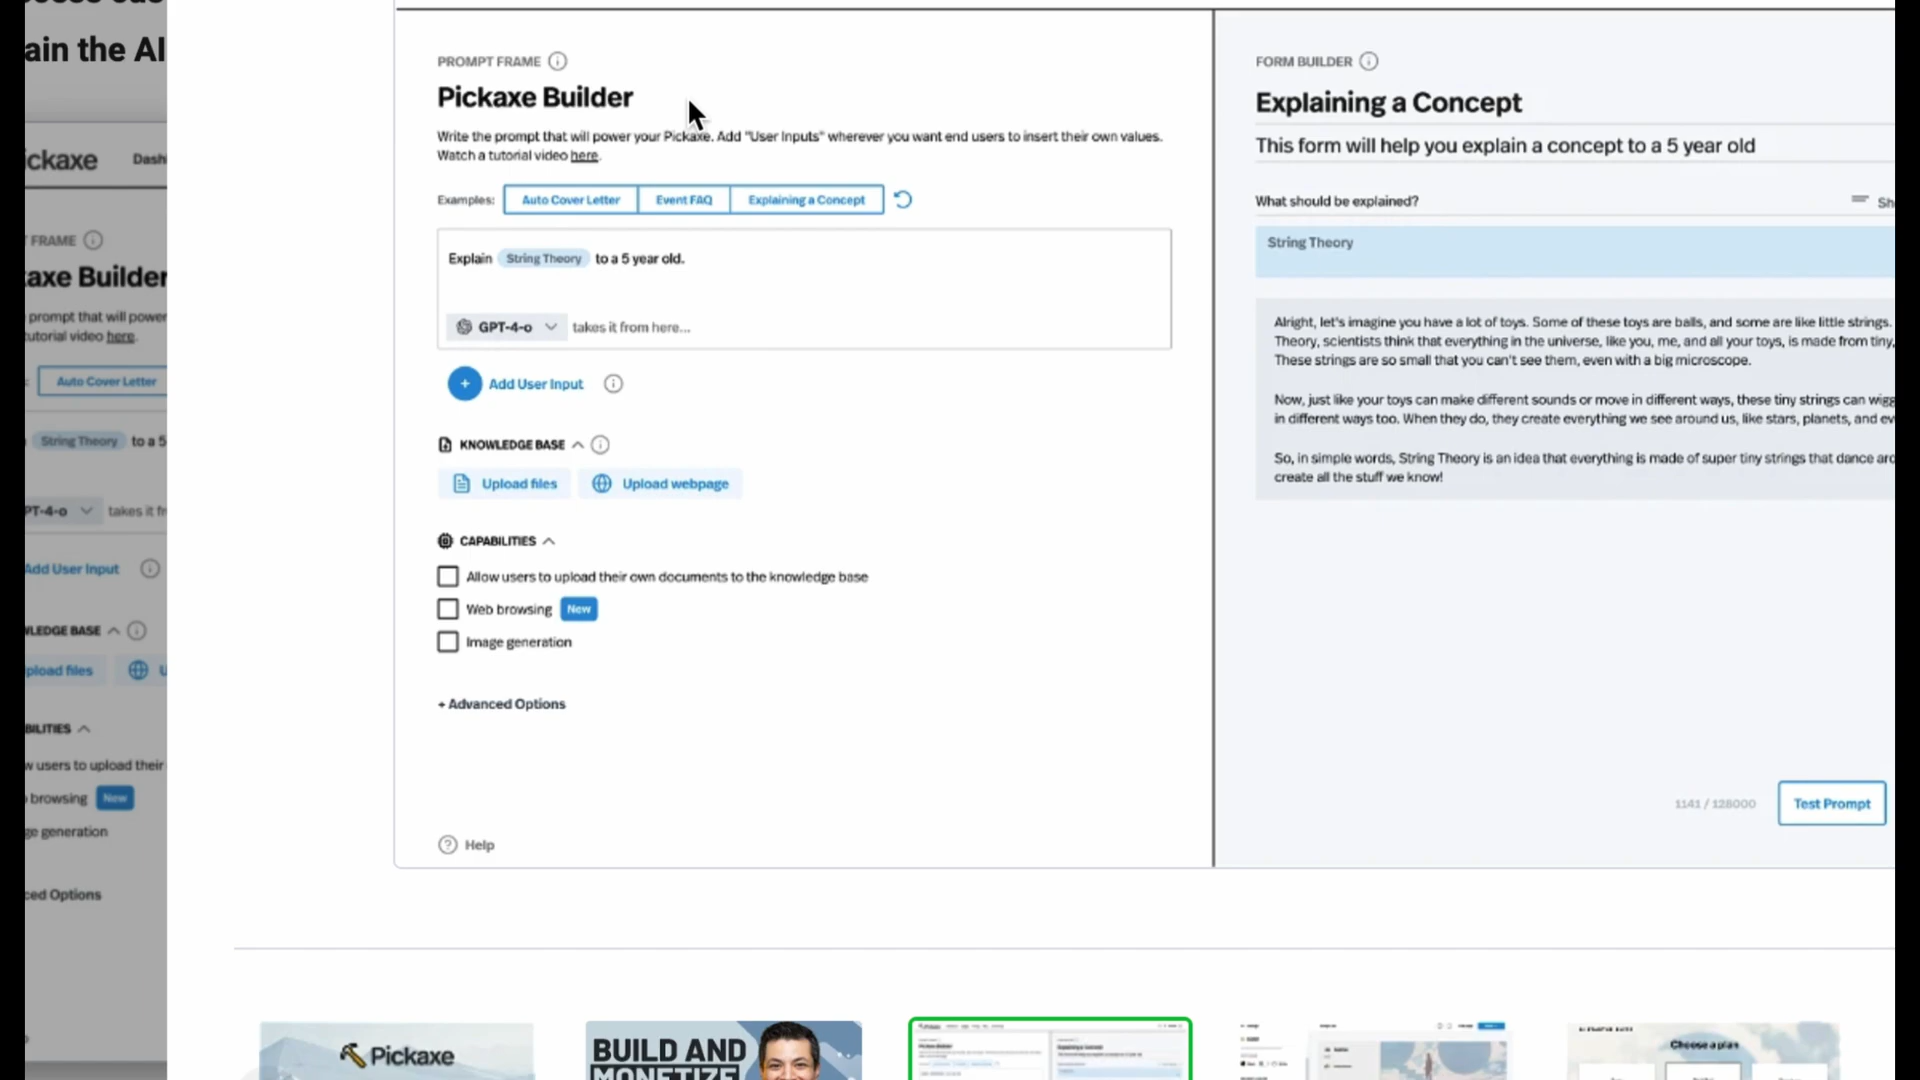 ain the AI
ickaxe Dash
FRAME
axe Builder
prompt that will power
utorial video here.
Auto Cover Letter
String Theory to a 5
PT-4-o takes it fr
Add User Input
LEDGE BASE
pload files U
BILITIES
w users to upload their
browsing New
ge generation
ced Options
PROMPT FRAME
Pickaxe Builder
Write the prompt that will power your Pickaxe. Add "User Inputs" wherever you want end users to insert their own values.
Watch a tutorial video here.
Examples: Auto Cover Letter Event FAQ Explaining a Concept
Explain String Theory to a 5 year old.
GPT-4-o takes it from here...
+ Add User Input
KNOWLEDGE BASE
Upload files Upload webpage
CAPABILITIES
Allow users to upload their own documents to the knowledge base
Web browsing New
Image generation
+ Advanced Options
? Help
FORM BUILDER
Explaining a Concept
This form will help you explain a concept to a 5 year old
What should be explained? Sh
String Theory
Alright, let's imagine you have a lot of toys. Some of these toys are balls, and some are like little strings.
Theory, scientists think that everything in the universe, like you, me, and all your toys, is made from tiny,
These strings are so small that you can't see them, even with a big microscope.
Now, just like your toys can make different sounds or move in different ways, these tiny strings can wigg
in different ways too. When they do, they create everything we see around us, like stars, planets, and ev
So, in simple words, String Theory is an idea that everything is made of super tiny strings that dance arc
create all the stuff we know!
1141 / 128000 Test Prompt
Pickaxe
BUILD AND
MONETIZE
Choose a plan